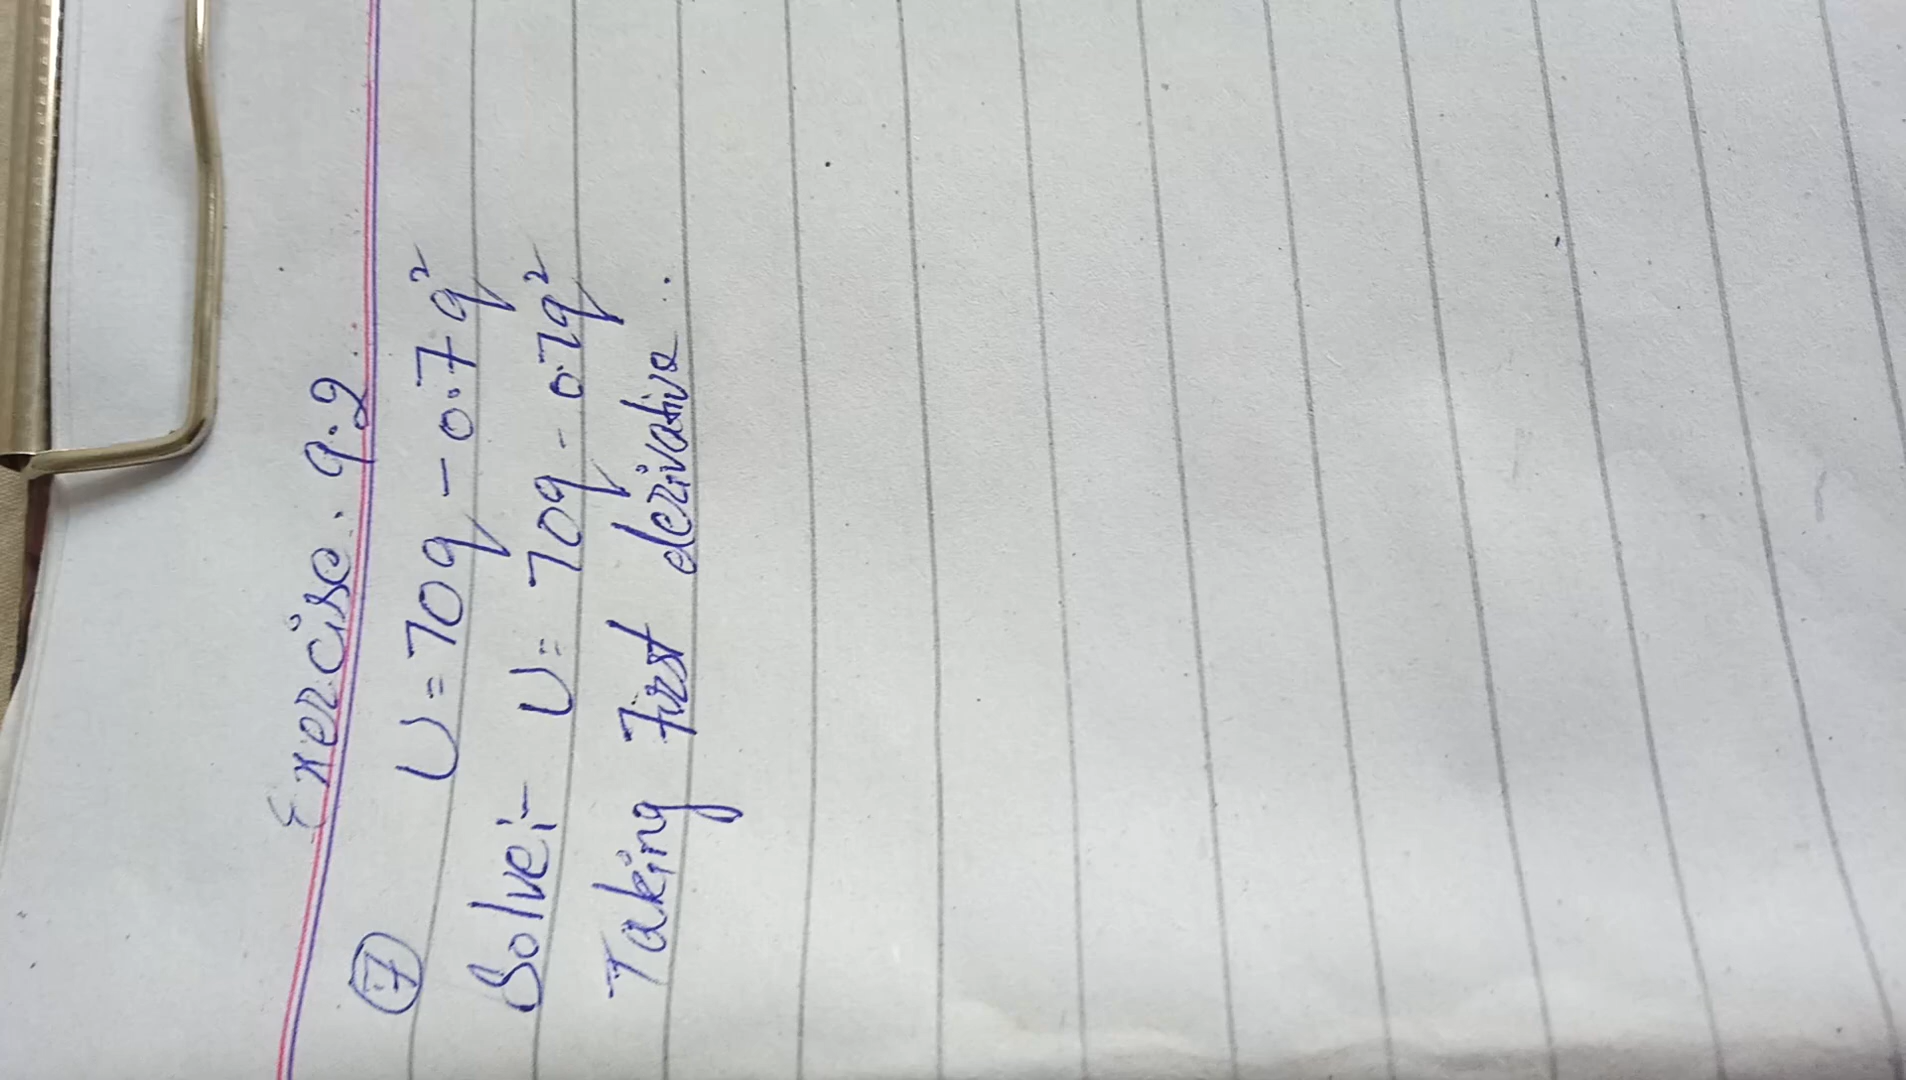 Exercise. 9.2
7 U = 70q - 0.7q²
Solve:- U = 70q - 0.7q²
Taking First derivative.